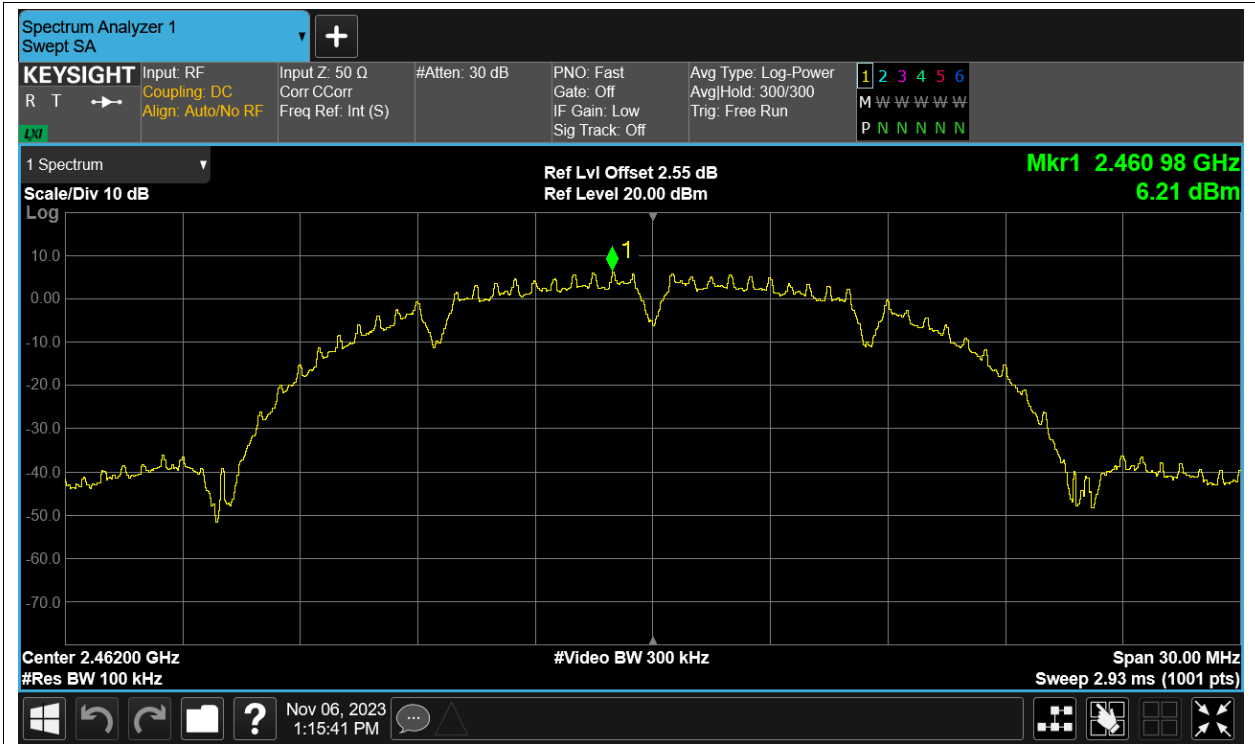 Spectrum Analyzer 1
Swept SA
KEYSIGHT
R T
LXI
Input: RF
Coupling: DC
Align: Auto/No RF
Input Z: 50 Ω
Corr CCorr
Freq Ref: Int (S)
#Atten: 30 dB
PNO: Fast
Gate: Off
IF Gain: Low
Sig Track: Off
Avg Type: Log-Power
Avg|Hold: 300/300
Trig: Free Run
1 2 3 4 5 6
M W W W W W
P N N N N N
1 Spectrum
Scale/Div 10 dB
Log
Ref Lvl Offset 2.55 dB
Ref Level 20.00 dBm
Mkr1 2.460 98 GHz
6.21 dBm
1
10.0
0.00
-10.0
-20.0
-30.0
-40.0
-50.0
-60.0
-70.0
Center 2.46200 GHz
#Res BW 100 kHz
#Video BW 300 kHz
Span 30.00 MHz
Sweep 2.93 ms (1001 pts)
?
Nov 06, 2023
1:15:41 PM